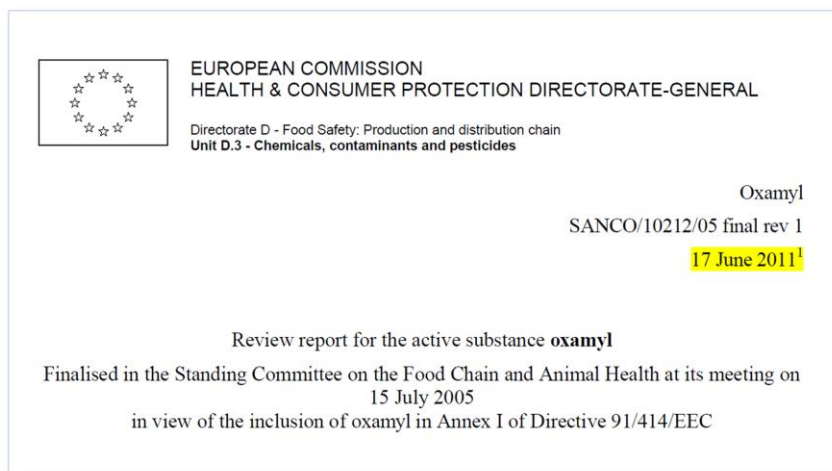 EUROPEAN COMMISSION
HEALTH & CONSUMER PROTECTION DIRECTORATE-GENERAL
Directorate D - Food Safety: Production and distribution chain
Unit D.3 - Chemicals, contaminants and pesticides
Oxamyl
SANCO/10212/05 final rev 1
17 June 2011¹
Review report for the active substance oxamyl
Finalised in the Standing Committee on the Food Chain and Animal Health at its meeting on
15 July 2005
in view of the inclusion of oxamyl in Annex I of Directive 91/414/EEC